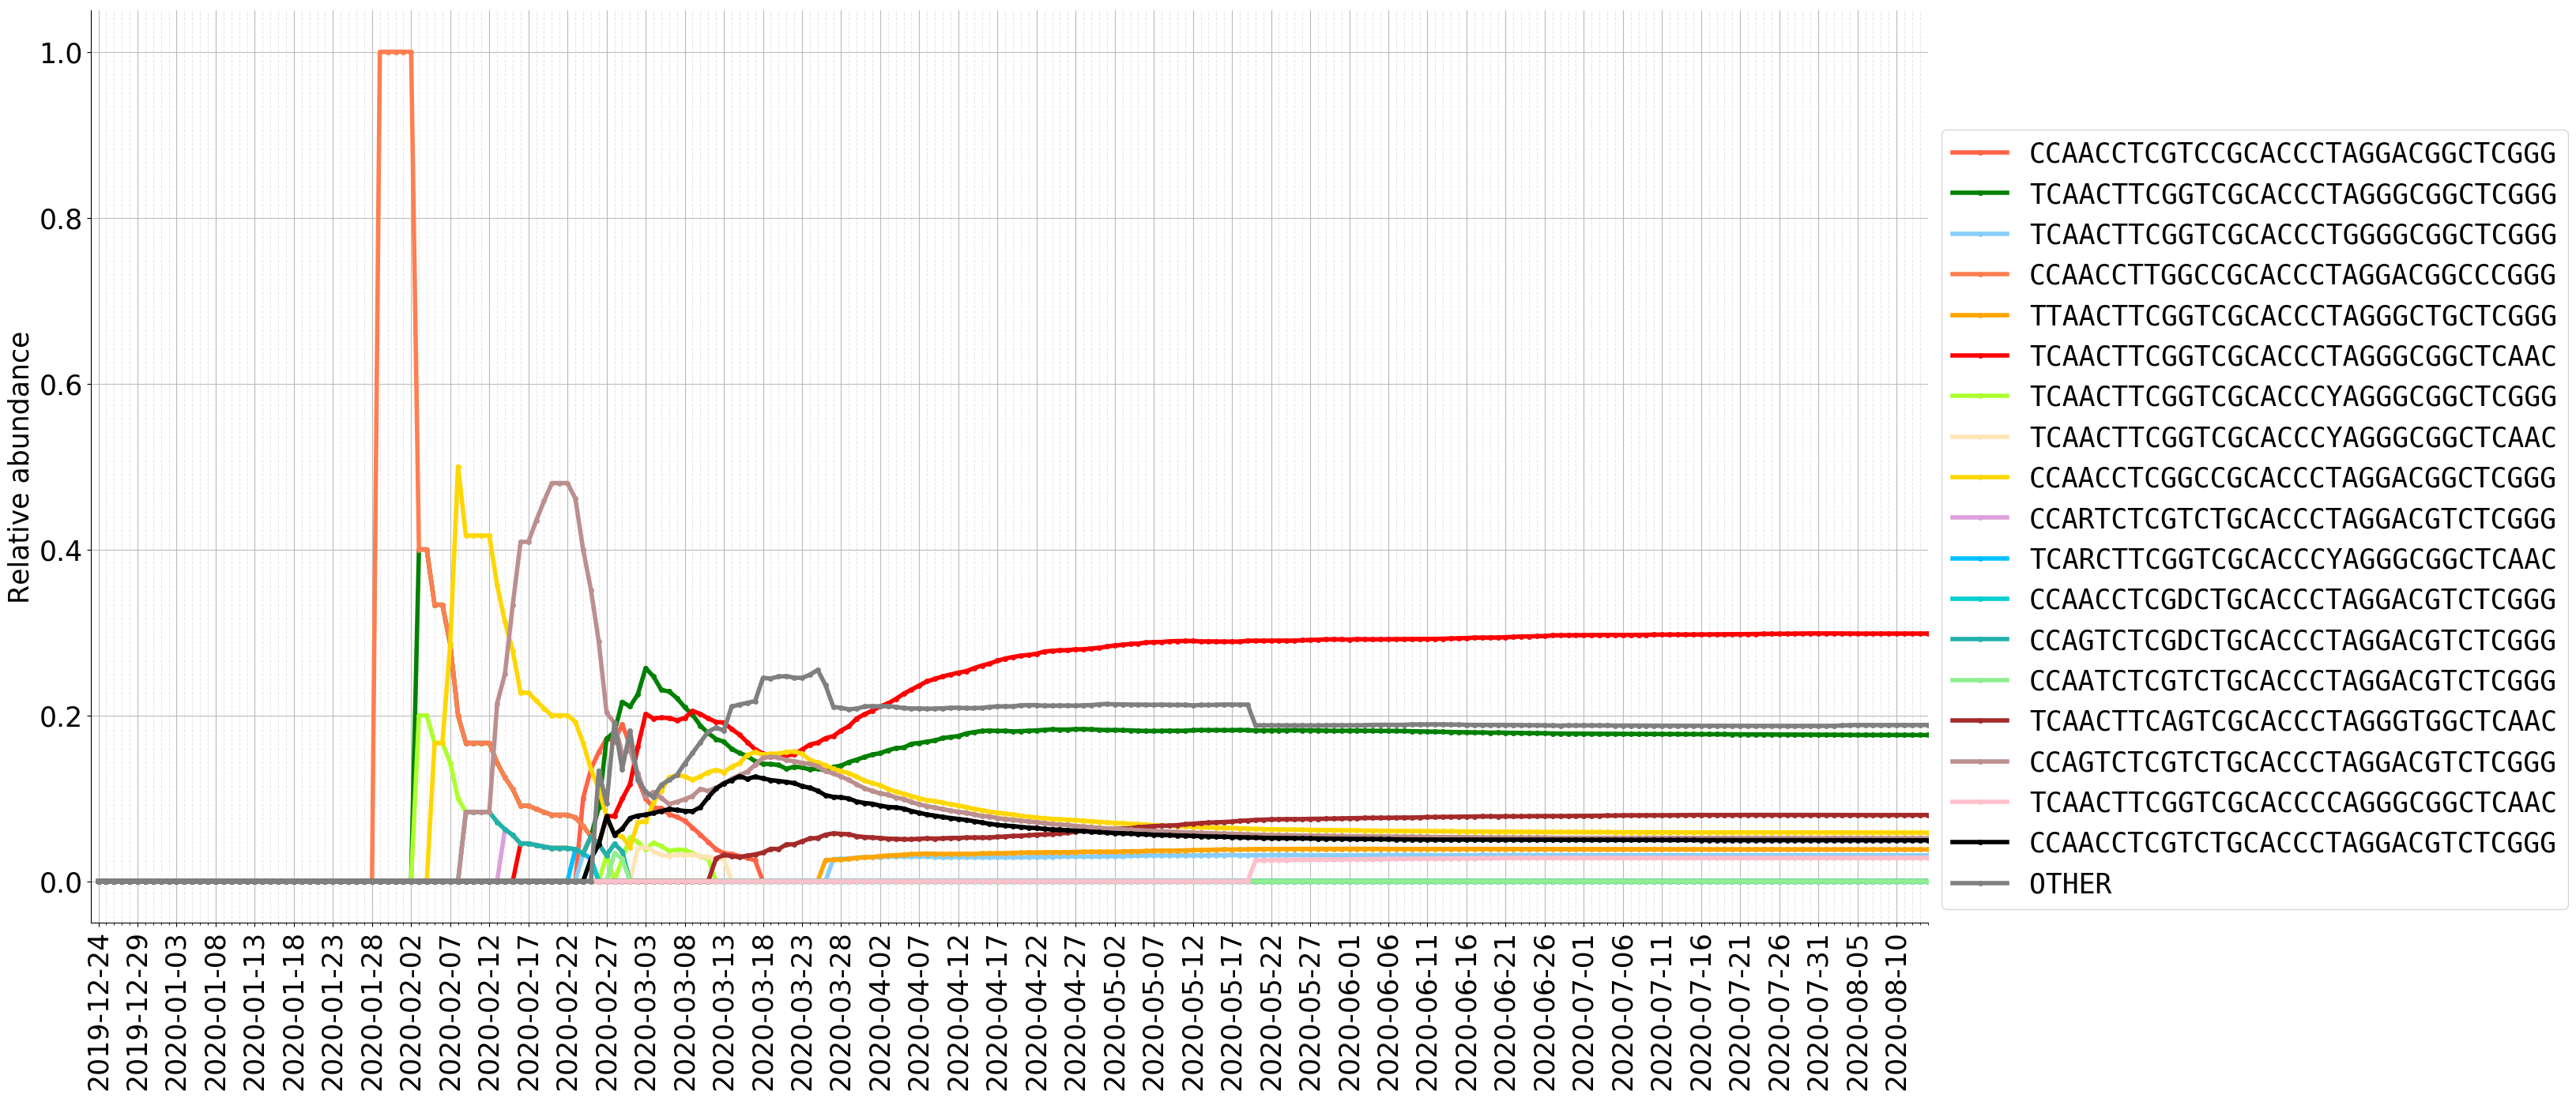 1.0
0.8
0.6
0.4
0.2
0.0
Relative abundance
2019-12-24
2019-12-29
2020-01-03
2020-01-08
2020-01-13
2020-01-18
2020-01-23
2020-01-28
2020-02-02
2020-02-07
2020-02-12
2020-02-17
2020-02-22
2020-02-27
2020-03-03
2020-03-08
2020-03-13
2020-03-18
2020-03-23
2020-03-28
2020-04-02
2020-04-07
2020-04-12
2020-04-17
2020-04-22
2020-04-27
2020-05-02
2020-05-07
2020-05-12
2020-05-17
2020-05-22
2020-05-27
2020-06-01
2020-06-06
2020-06-11
2020-06-16
2020-06-21
2020-06-26
2020-07-01
2020-07-06
2020-07-11
2020-07-16
2020-07-21
2020-07-26
2020-07-31
2020-08-05
2020-08-10
CCAACCTCGTCCGCACCCTAGGACGGCTCGGG
TCAACTTCGGTCGCACCCTAGGGCGGCTCGGG
TCAACTTCGGTCGCACCCTGGGGCGGCTCGGG
CCAACCTTGGCCGCACCCTAGGACGGCCCGGG
TTAACTTCGGTCGCACCCTAGGGCTGCTCGGG
TCAACTTCGGTCGCACCCTAGGGCGGCTCAAC
TCAACTTCGGTCGCACCCYAGGGCGGCTCGGG
TCAACTTCGGTCGCACCCYAGGGCGGCTCAAC
CCAACCTCGGCCGCACCCTAGGACGGCTCGGG
CCARTCTCGTCTGCACCCTAGGACGTCTCGGG
TCARCTTCGGTCGCACCCYAGGGCGGCTCAAC
CCAACCTCGDCTGCACCCTAGGACGTCTCGGG
CCAGTCTCGDCTGCACCCTAGGACGTCTCGGG
CCAATCTCGTCTGCACCCTAGGACGTCTCGGG
TCAACTTCAGTCGCACCCTAGGGTGGCTCAAC
CCAGTCTCGTCTGCACCCTAGGACGTCTCGGG
TCAACTTCGGTCGCACCCCAGGGCGGCTCAAC
CCAACCTCGTCTGCACCCTAGGACGTCTCGGG
OTHER